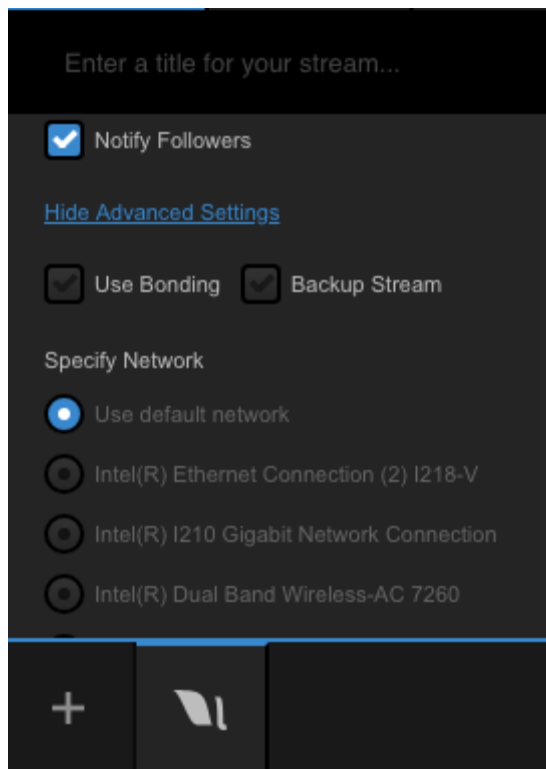 Enter a title for your stream...
Notify Followers
Hide Advanced Settings
Use Bonding Backup Stream
Specify Network
Use default network
Intel(R) Ethernet Connection (2) I218-V
Intel(R) I210 Gigabit Network Connection
Intel(R) Dual Band Wireless-AC 7260